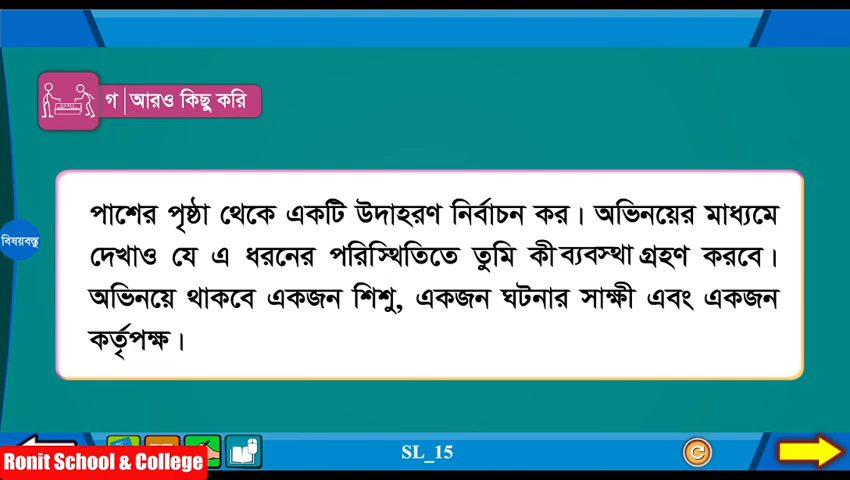 গ | আরও কিছু করি
পাশের পৃষ্ঠা থেকে একটি উদাহরণ নির্বাচন কর। অভিনয়ের মাধ্যমে
দেখাও যে এ ধরনের পরিস্থিতিতে তুমি কী ব্যবস্থা গ্রহণ করবে।
অভিনয়ে থাকবে একজন শিশু, একজন ঘটনার সাক্ষী এবং একজন
কর্তৃপক্ষ।
বিষয়বস্তু
SL_15
Ronit School & College